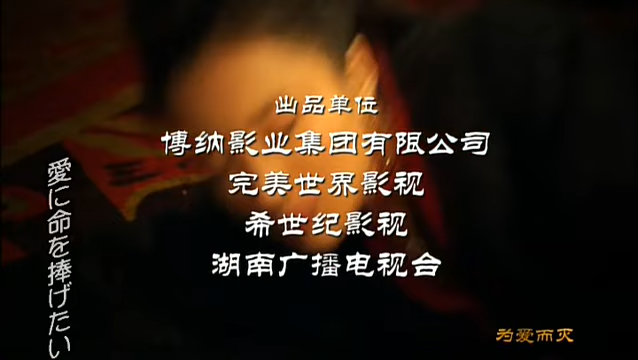 出品单位
博纳影业集团有限公司
完美世界影视
希世纪影视
湖南广播电视台
愛に命を捧げたい
为爱而灭